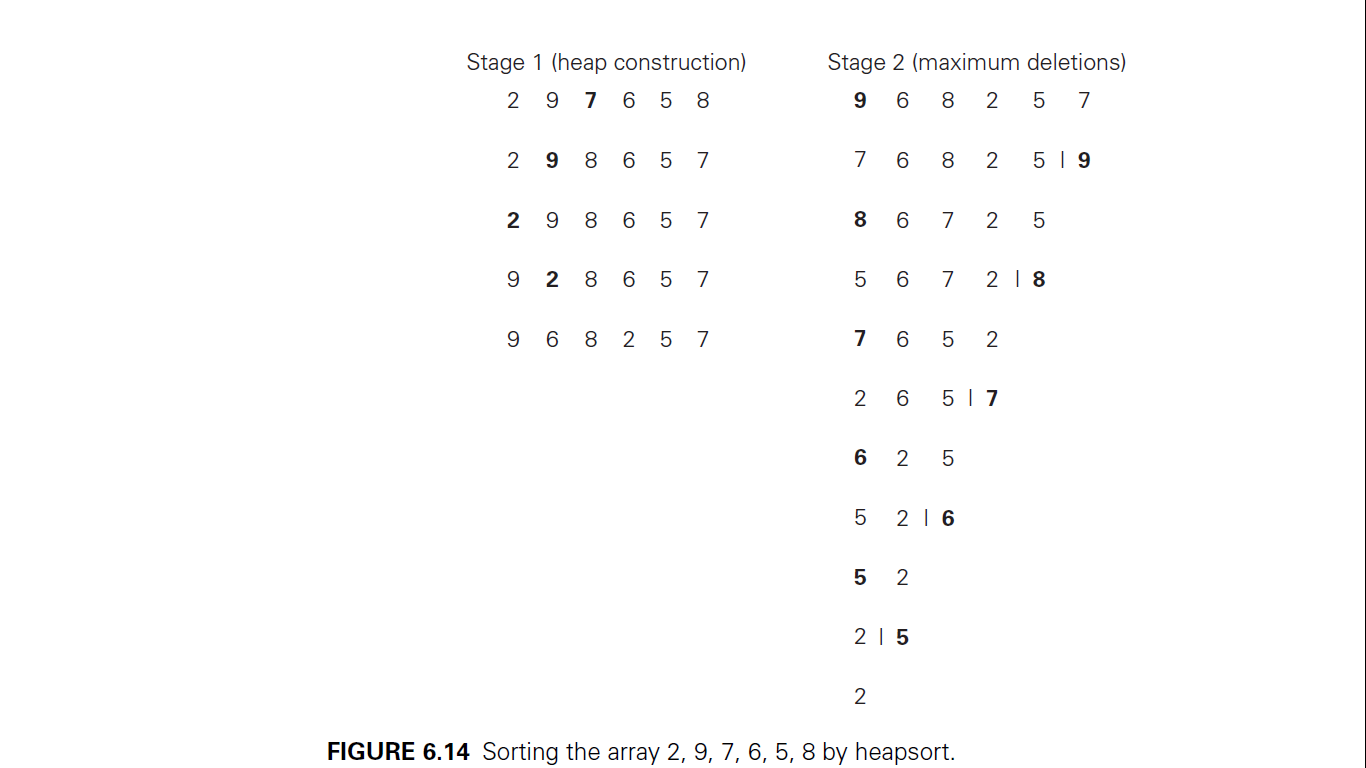 Stage 1 (heap construction)
2 9 7 6 5 8
2 9 8 6 5 7
2 9 8 6 5 7
9 2 8 6 5 7
9 6 8 2 5 7
Stage 2 (maximum deletions)
9 6 8 2 5 7
7 6 8 2 5 | 9
8 6 7 2 5
5 6 7 2 | 8
7 6 5 2
2 6 5 | 7
6 2 5
5 2 | 6
5 2
2 | 5
2
FIGURE 6.14 Sorting the array 2, 9, 7, 6, 5, 8 by heapsort.